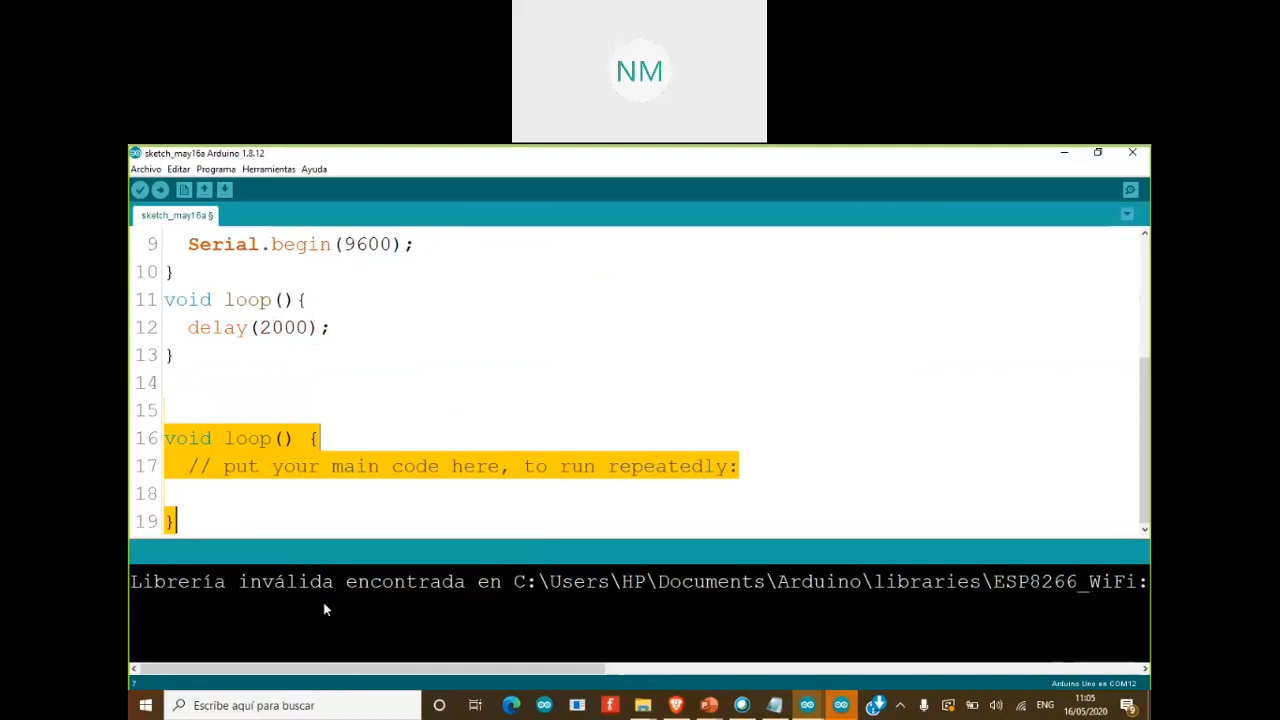 NM
sketch_may16a Arduino 1.8.12
Archivo Editar Programa Herramientas Ayuda
sketch_may16a §
9 Serial.begin(9600);
10 }
11 void loop(){
12 delay(2000);
13 }
14
15
16 void loop() {
17 // put your main code here, to run repeatedly:
18
19 }
Librería inválida encontrada en C:\Users\HP\Documents\Arduino\libraries\ESP8266_WiFi:
7 Arduino Uno en COM12
Escribe aquí para buscar
ENG
11:05
16/05/2020
9